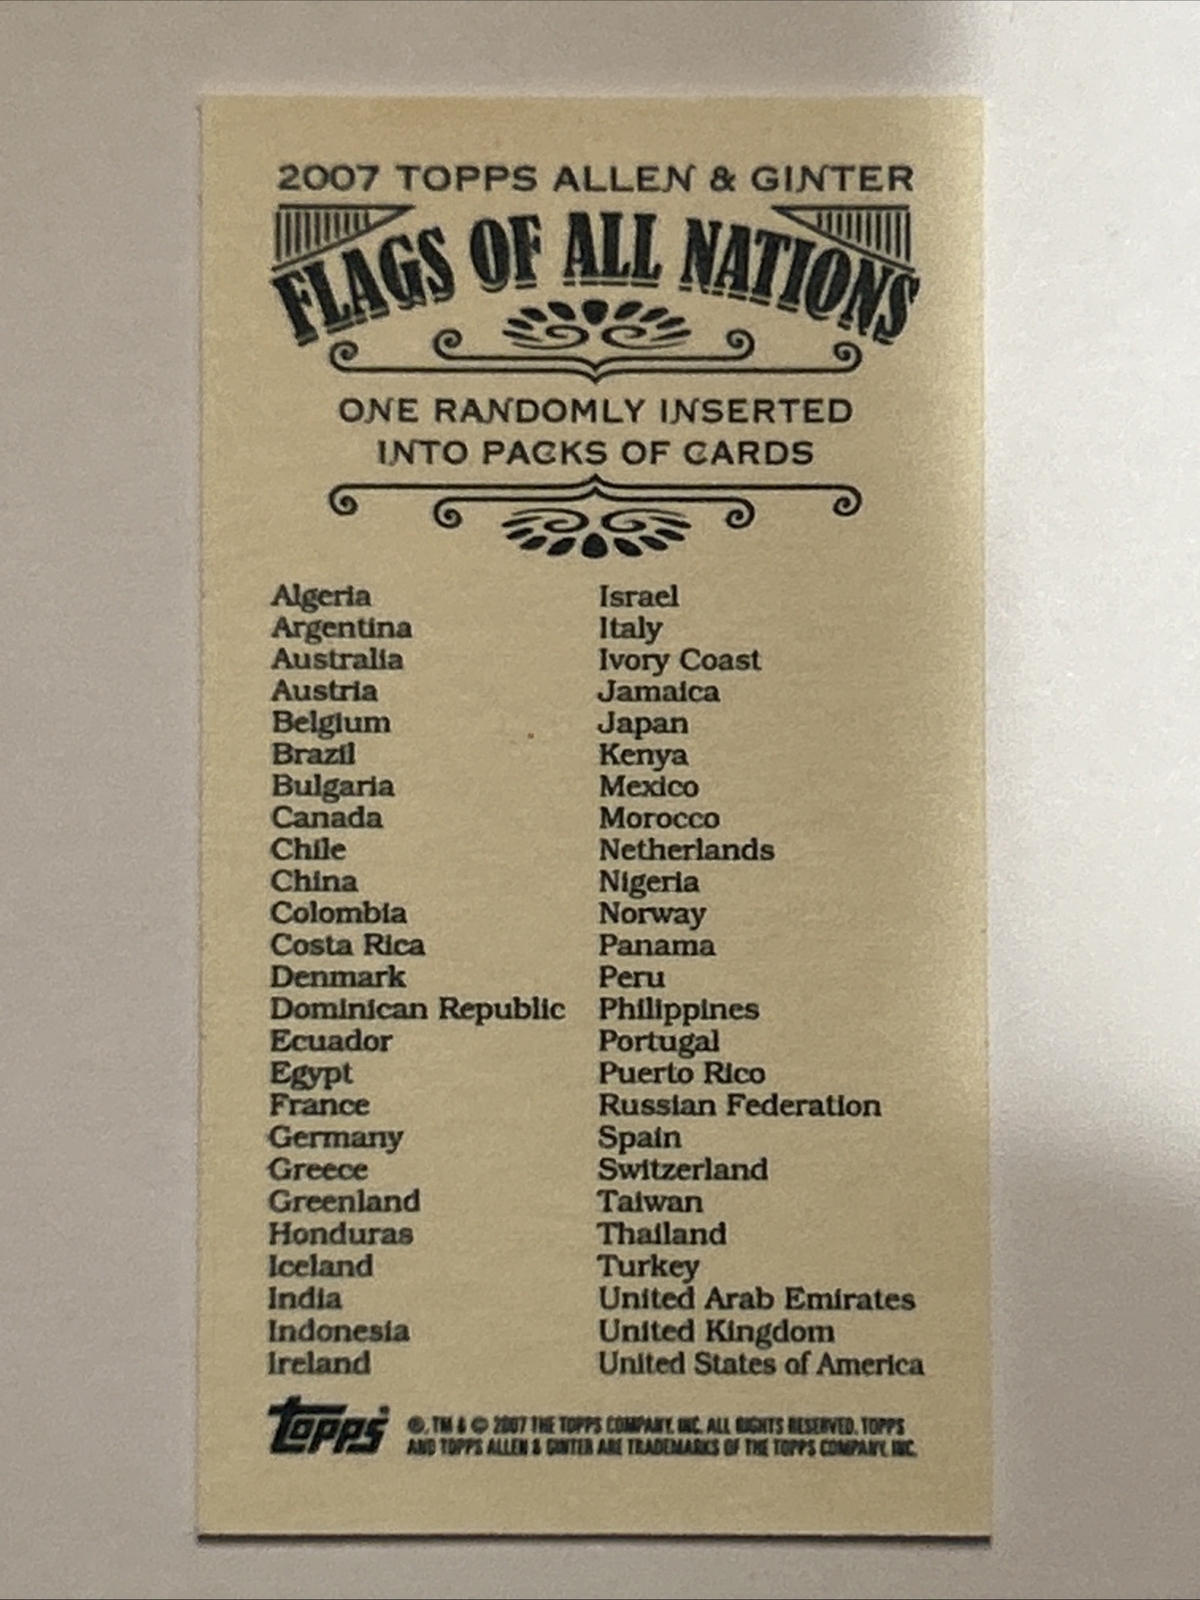 2007 TOPPS ALLEN & GINTER
FLAGS OF ALL NATIONS
ONE RANDOMLY INSERTED
INTO PACKS OF CARDS
Algeria
Argentina
Australia
Austria
Belgium
Brazil
Bulgaria
Canada
Chile
China
Colombia
Costa Rica
Denmark
Dominican Republic
Ecuador
Egypt
France
Germany
Greece
Greenland
Honduras
Iceland
India
Indonesia
Ireland
Israel
Italy
Ivory Coast
Jamaica
Japan
Kenya
Mexico
Morocco
Netherlands
Nigeria
Norway
Panama
Peru
Philippines
Portugal
Puerto Rico
Russian Federation
Spain
Switzerland
Taiwan
Thailand
Turkey
United Arab Emirates
United Kingdom
United States of America
Topps®
®, TM & © 2007 THE TOPPS COMPANY, INC. ALL RIGHTS RESERVED. TOPPS
AND TOPPS ALLEN & GINTER ARE TRADEMARKS OF THE TOPPS COMPANY, INC.